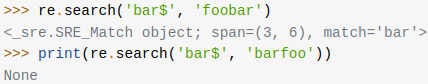 >>> re.search('bar$', 'foobar')
<_sre.SRE_Match object; span=(3, 6), match='bar'>
>>> print(re.search('bar$', 'barfoo'))
None